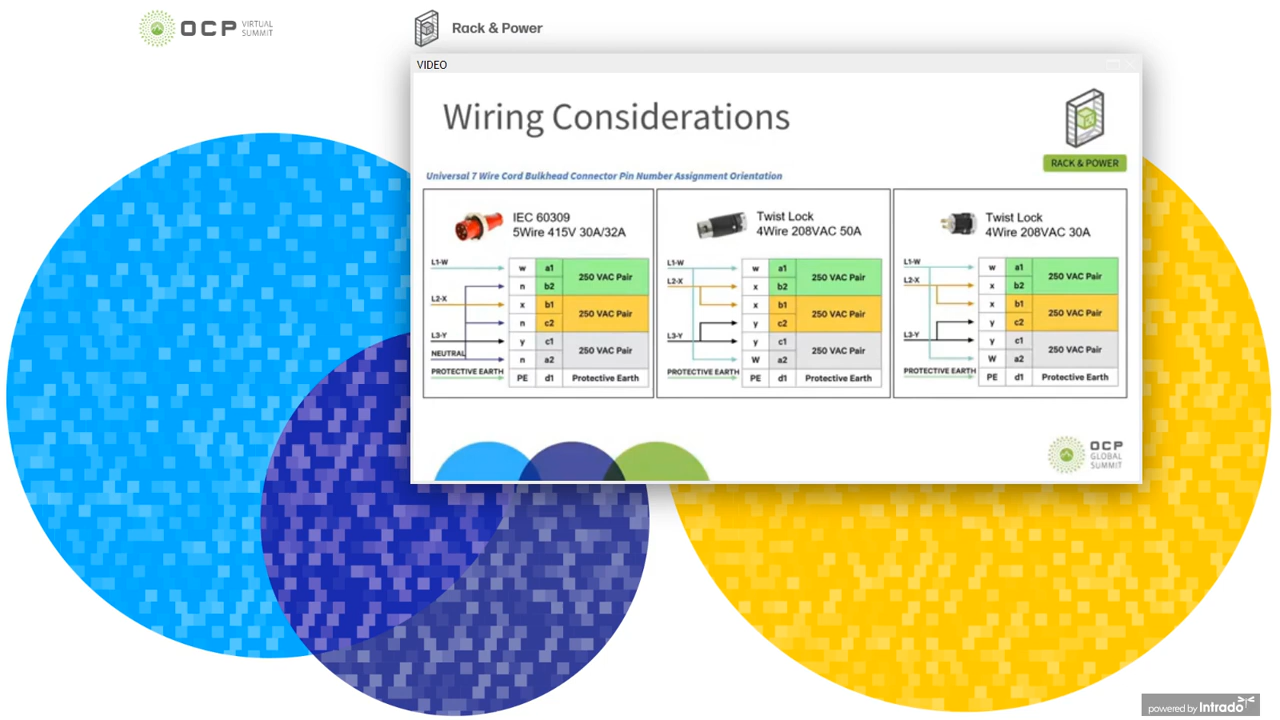 OCP VIRTUAL SUMMIT
Rack & Power
VIDEO
Wiring Considerations
RACK & POWER
Universal 7 Wire Cord Bulkhead Connector Pin Number Assignment Orientation
IEC 60309
5Wire 415V 30A/32A
L1-W
w a1 250 VAC Pair
n b2
L2-X
x b1 250 VAC Pair
n c2
L3-Y
y c1 250 VAC Pair
NEUTRAL
n a2
PROTECTIVE EARTH
PE d1 Protective Earth
Twist Lock
4Wire 208VAC 50A
L1-W
w a1 250 VAC Pair
L2-X
x b2
x b1 250 VAC Pair
y c2
L3-Y
y c1 250 VAC Pair
W a2
PROTECTIVE EARTH
PE d1 Protective Earth
Twist Lock
4Wire 208VAC 30A
L1-W
w a1 250 VAC Pair
L2-X
x b2
x b1 250 VAC Pair
y c2
L3-Y
y c1 250 VAC Pair
W a2
PROTECTIVE EARTH
PE d1 Protective Earth
OCP
GLOBAL
SUMMIT
powered by Intrado